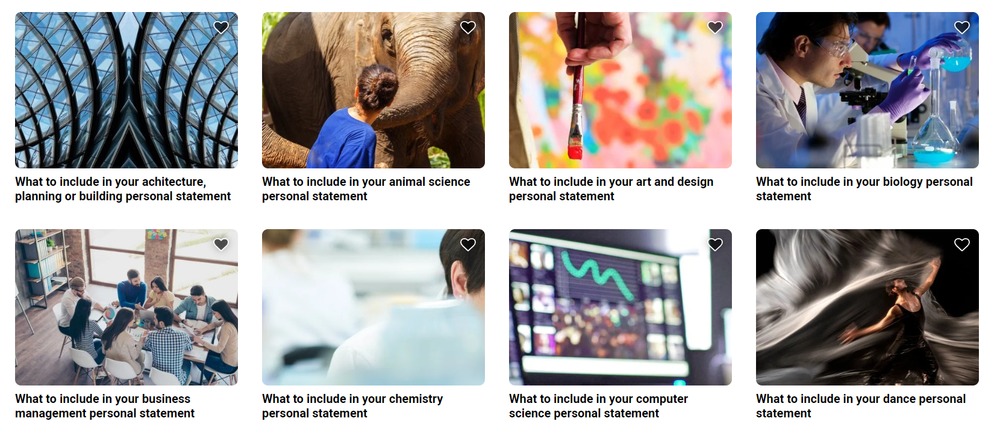 What to include in your achitecture,
planning or building personal statement
What to include in your animal science
personal statement
What to include in your art and design
personal statement
What to include in your biology personal
statement
What to include in your business
management personal statement
What to include in your chemistry
personal statement
What to include in your computer
science personal statement
What to include in your dance personal
statement